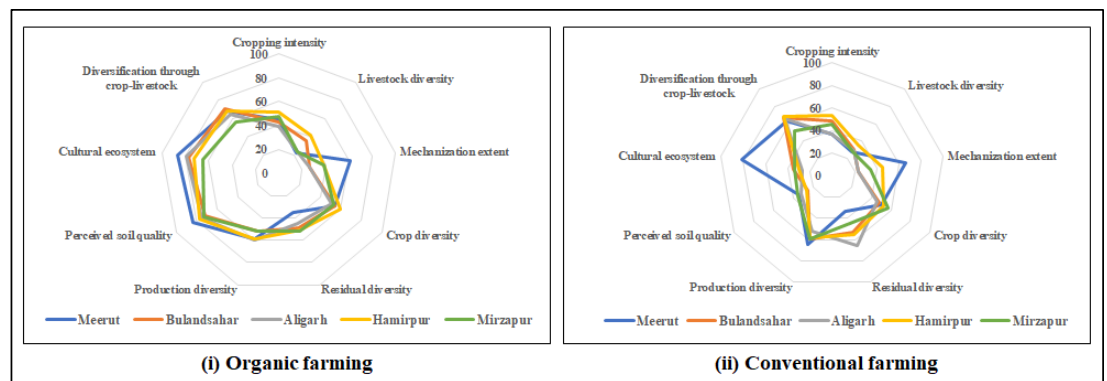 Cropping intensity
100
Diversification through
crop-livestock
80
Livestock diversity
60
40
Cultural ecosystem
20
Mechanization extent
0
Perceived soil quality
Crop diversity
Production diversity
Residual diversity
Meerut Bulandsahar Aligarh Hamirpur Mirzapur
(i) Organic farming
Cropping intensity
100
Diversification through
crop-livestock
80
Livestock diversity
60
40
Cultural ecosystem
20
Mechanization extent
0
Perceived soil quality
Crop diversity
Production diversity
Residual diversity
Meerut Bulandsahar Aligarh Hamirpur Mirzapur
(ii) Conventional farming